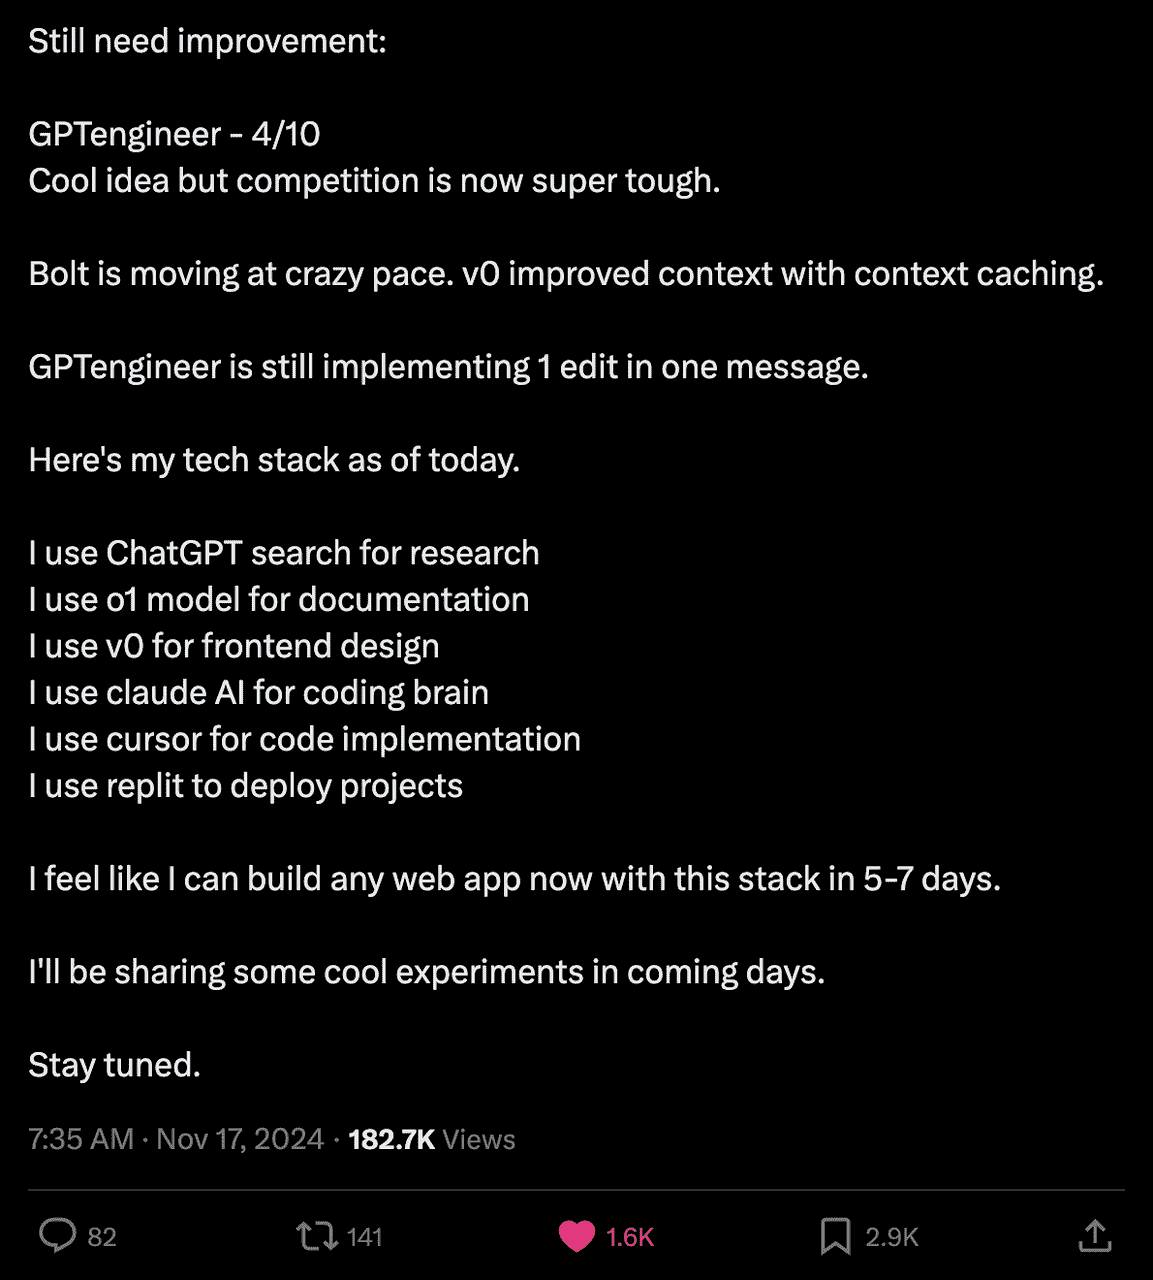 Still need improvement:
GPTengineer - 4/10
Cool idea but competition is now super tough.
Bolt is moving at crazy pace. v0 improved context with context caching.
GPTengineer is still implementing 1 edit in one message.
Here's my tech stack as of today.
I use ChatGPT search for research
I use o1 model for documentation
I use v0 for frontend design
I use claude AI for coding brain
I use cursor for code implementation
I use replit to deploy projects
I feel like I can build any web app now with this stack in 5-7 days.
I'll be sharing some cool experiments in coming days.
Stay tuned.
7:35 AM · Nov 17, 2024 · 182.7K Views
82 141 1.6K 2.9K